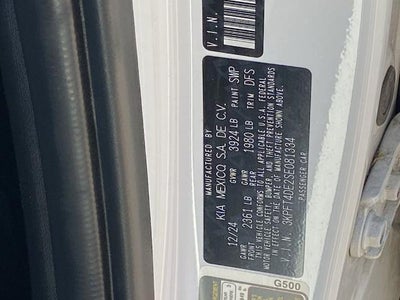 V.I.N.
MANUFACTURED BY
KIA MEXICO, S.A. DE C.V.
12/24 GVWR 3924 LB PAINT SWP
GAWR 2361 LB GAWR 1980 LB TRIM DFS
REAR
THIS VEHICLE CONFORMS TO ALL APPLICABLE U.S.A. FEDERAL
MOTOR VEHICLE SAFETY, BUMPER AND THEFT PREVENTION STANDARDS
IN EFFECT ON THE DATE OF MANUFACTURE SHOWN ABOVE.
V.I.N. 3KPFT4DE2SE081334
PASSENGER CAR
G500